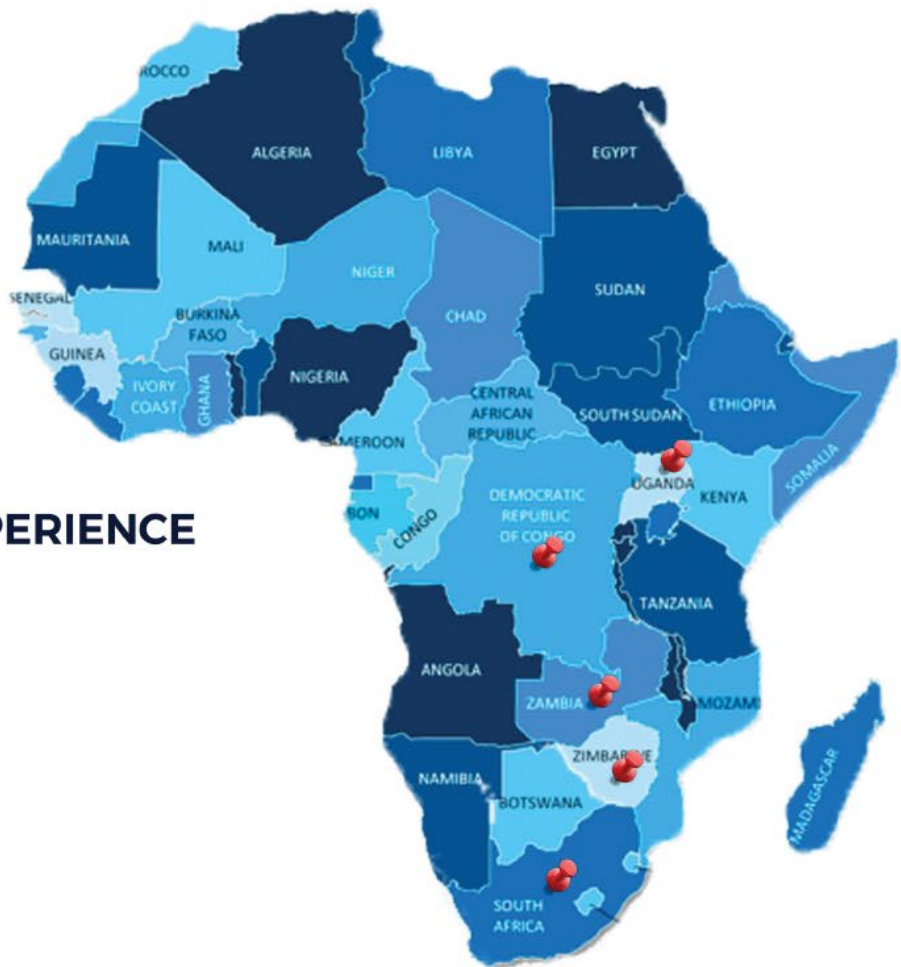 ROCCO
ALGERIA
LIBYA
EGYPT
MAURITANIA
MALI
NIGER
CHAD
SUDAN
SENEGAL
BURKINA
FASO
GUINEA
IVORY
COAST
GHANA
NIGERIA
CENTRAL
AFRICAN
REPUBLIC
SOUTH SUDAN
ETHIOPIA
SOMALIA
AMEROON
UGANDA
KENYA
BON
CONGO
DEMOCRATIC
REPUBLIC
OF CONGO
PERIENCE
TANZANIA
ANGOLA
ZAMBIA
MOZAM
ZIMBA
E
NAMIBIA
BOTSWANA
MADAGASCAR
SOUTH
AFRICA